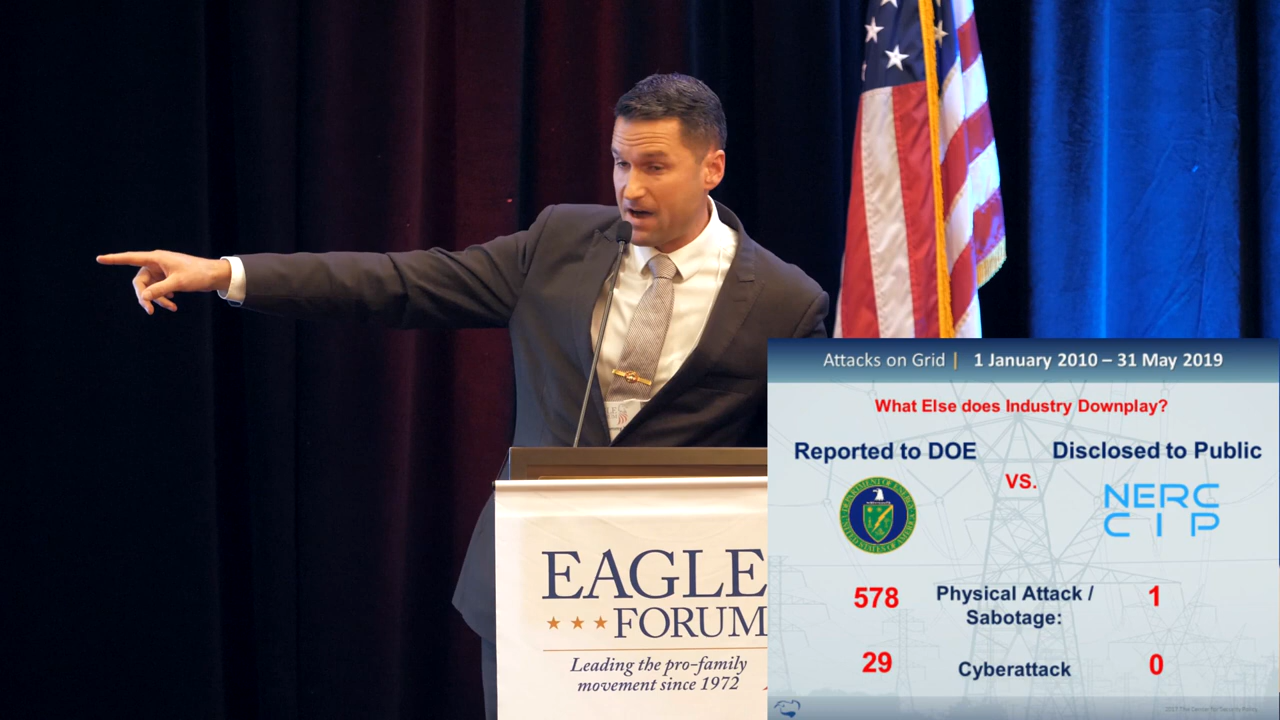 EAGLE
FORUM
Leading the pro-family
movement since 1972
Attacks on Grid | 1 January 2010 – 31 May 2019
What Else does Industry Downplay?
Reported to DOE
VS.
Disclosed to Public
NERC
CIP
578
Physical Attack /
Sabotage:
1
29
Cyberattack
0